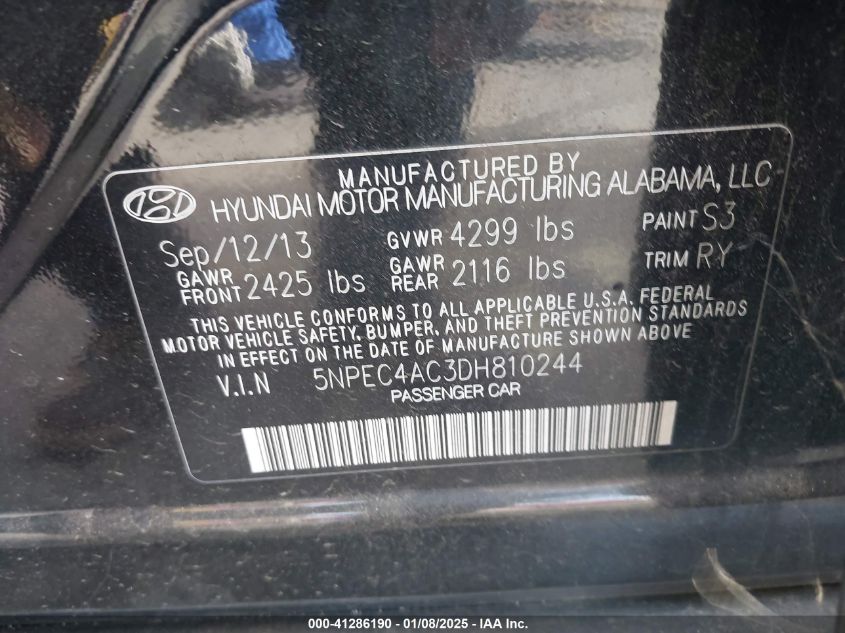 MANUFACTURED BY
HYUNDAI MOTOR MANUFACTURING ALABAMA, LLC
Sep/12/13 GVWR 4299 lbs PAINT S3
GAWR FRONT 2425 lbs GAWR REAR 2116 lbs TRIM RY
THIS VEHICLE CONFORMS TO ALL APPLICABLE U.S.A. FEDERAL
MOTOR VEHICLE SAFETY, BUMPER, AND THEFT PREVENTION STANDARDS
IN EFFECT ON THE DATE OF MANUFACTURE SHOWN ABOVE
V.I.N 5NPEC4AC3DH810244
PASSENGER CAR
000-41286190 - 01/08/2025 - IAA Inc.